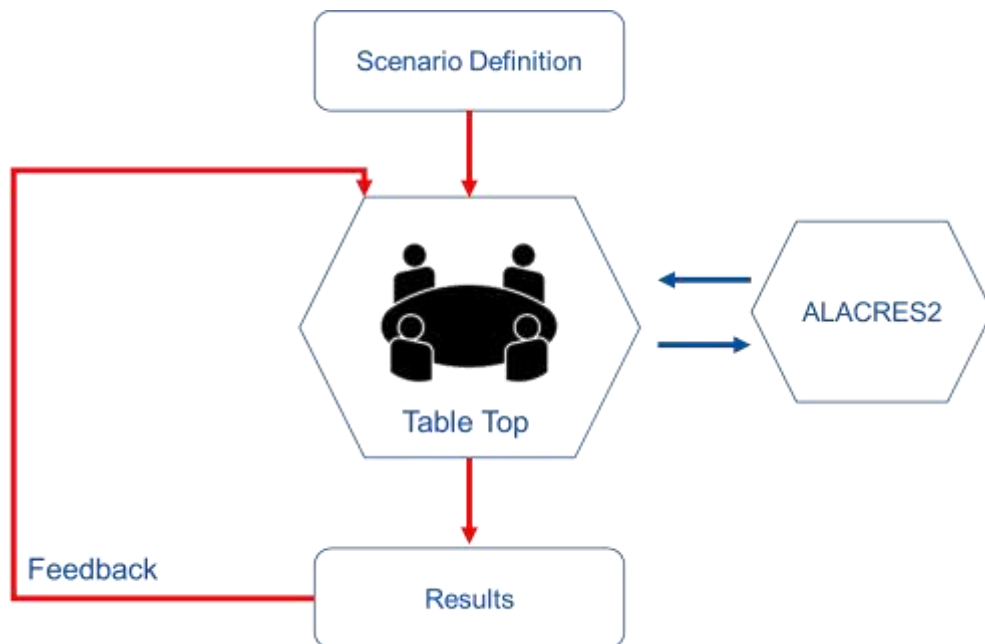 Scenario Definition
ALACRES2
Table Top
Feedback
Results